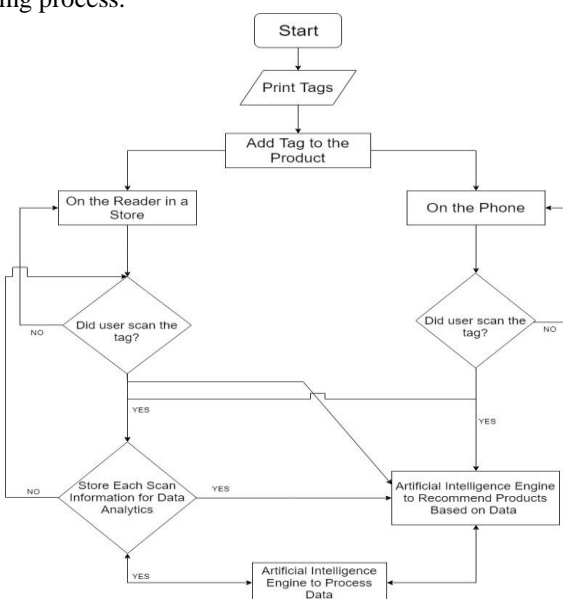 ing process.
Start
Print Tags
Add Tag to the
Product
On the Reader in a
Store
On the Phone
Did user scan the
tag?
NO
Did user scan the
tag?
NO
YES
YES
Store Each Scan
Information for Data
Analytics
NO
YES
Artificial Intelligence Engine
to Recommend Products
Based on Data
YES
Artificial Intelligence
Engine to Process
Data